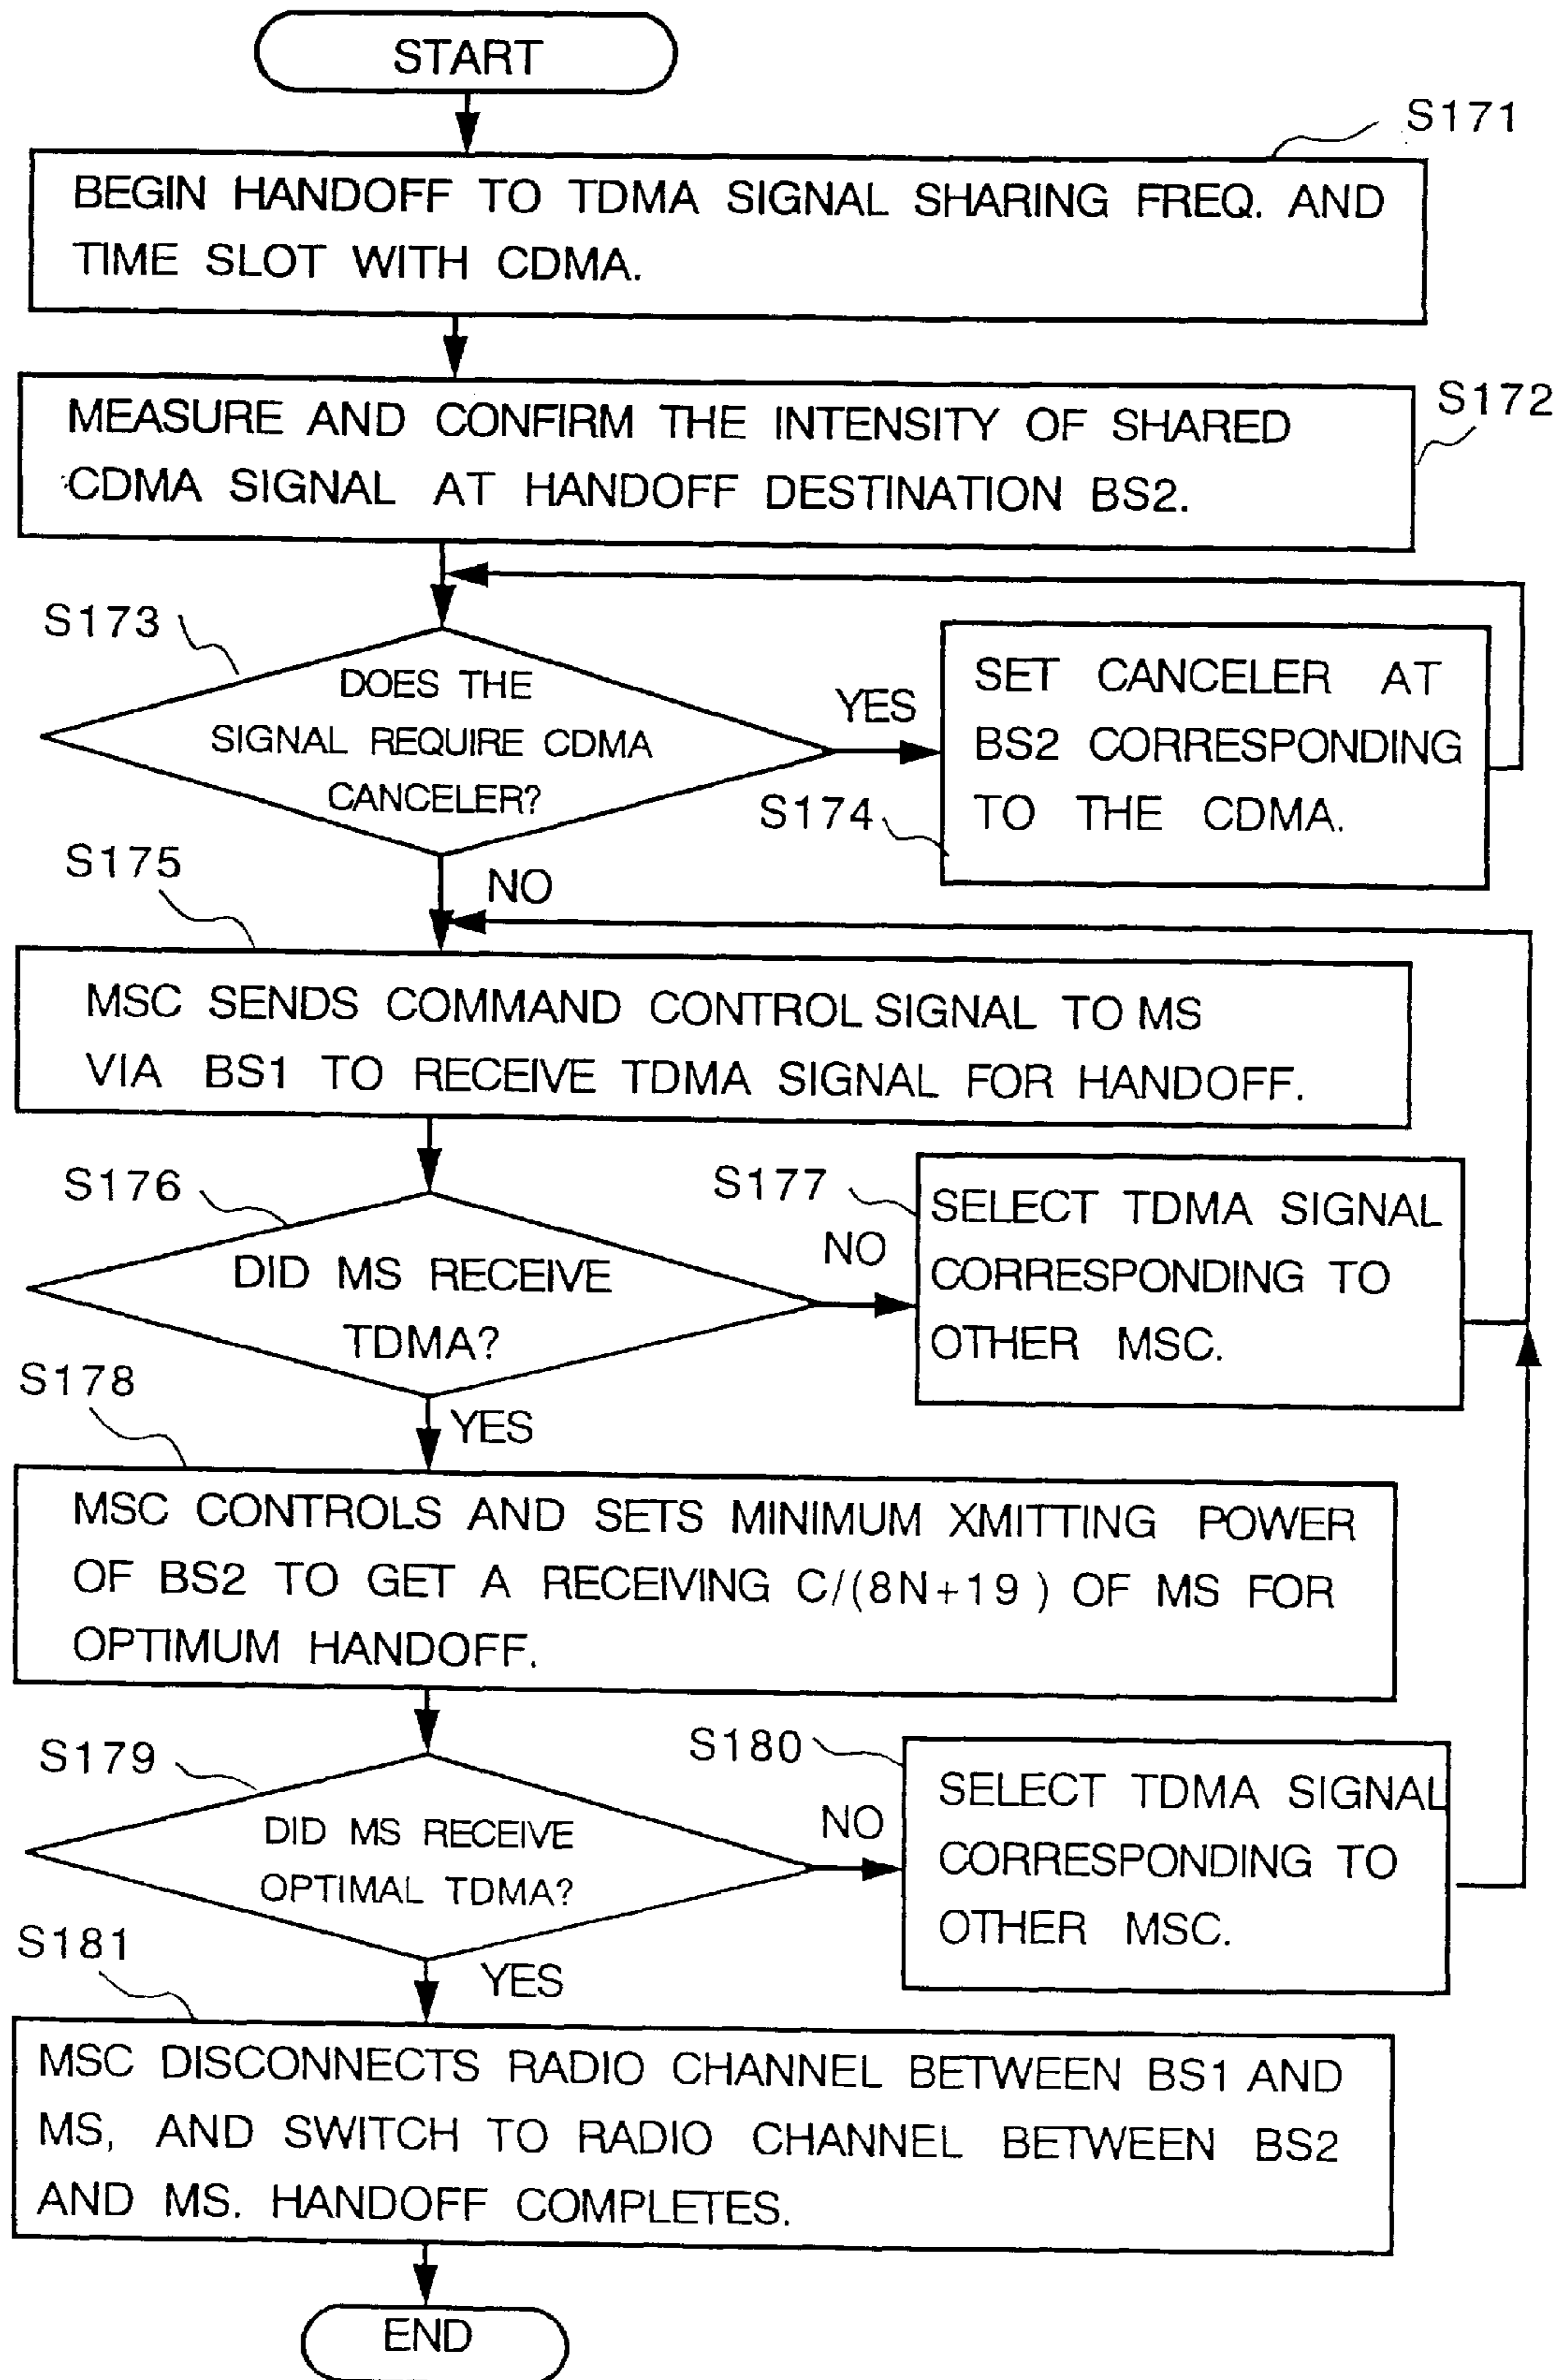 START
S171
BEGIN HANDOFF TO TDMA SIGNAL SHARING FREQ. AND
TIME SLOT WITH CDMA.
S172
MEASURE AND CONFIRM THE INTENSITY OF SHARED
CDMA SIGNAL AT HANDOFF DESTINATION BS2.
S173
DOES THE
SIGNAL REQUIRE CDMA
CANCELER?
YES
S174
SET CANCELER AT
BS2 CORRESPONDING
TO THE CDMA.
NO
S175
MSC SENDS COMMAND CONTROL SIGNAL TO MS
VIA BS1 TO RECEIVE TDMA SIGNAL FOR HANDOFF.
S176
DID MS RECEIVE
TDMA?
NO
S177
SELECT TDMA SIGNAL
CORRESPONDING TO
OTHER MSC.
YES
S178
MSC CONTROLS AND SETS MINIMUM XMITTING POWER
OF BS2 TO GET A RECEIVING C/(8N+19 ) OF MS FOR
OPTIMUM HANDOFF.
S179
DID MS RECEIVE
OPTIMAL TDMA?
NO
S180
SELECT TDMA SIGNAL
CORRESPONDING TO
OTHER MSC.
YES
S181
MSC DISCONNECTS RADIO CHANNEL BETWEEN BS1 AND
MS, AND SWITCH TO RADIO CHANNEL BETWEEN BS2
AND MS. HANDOFF COMPLETES.
END